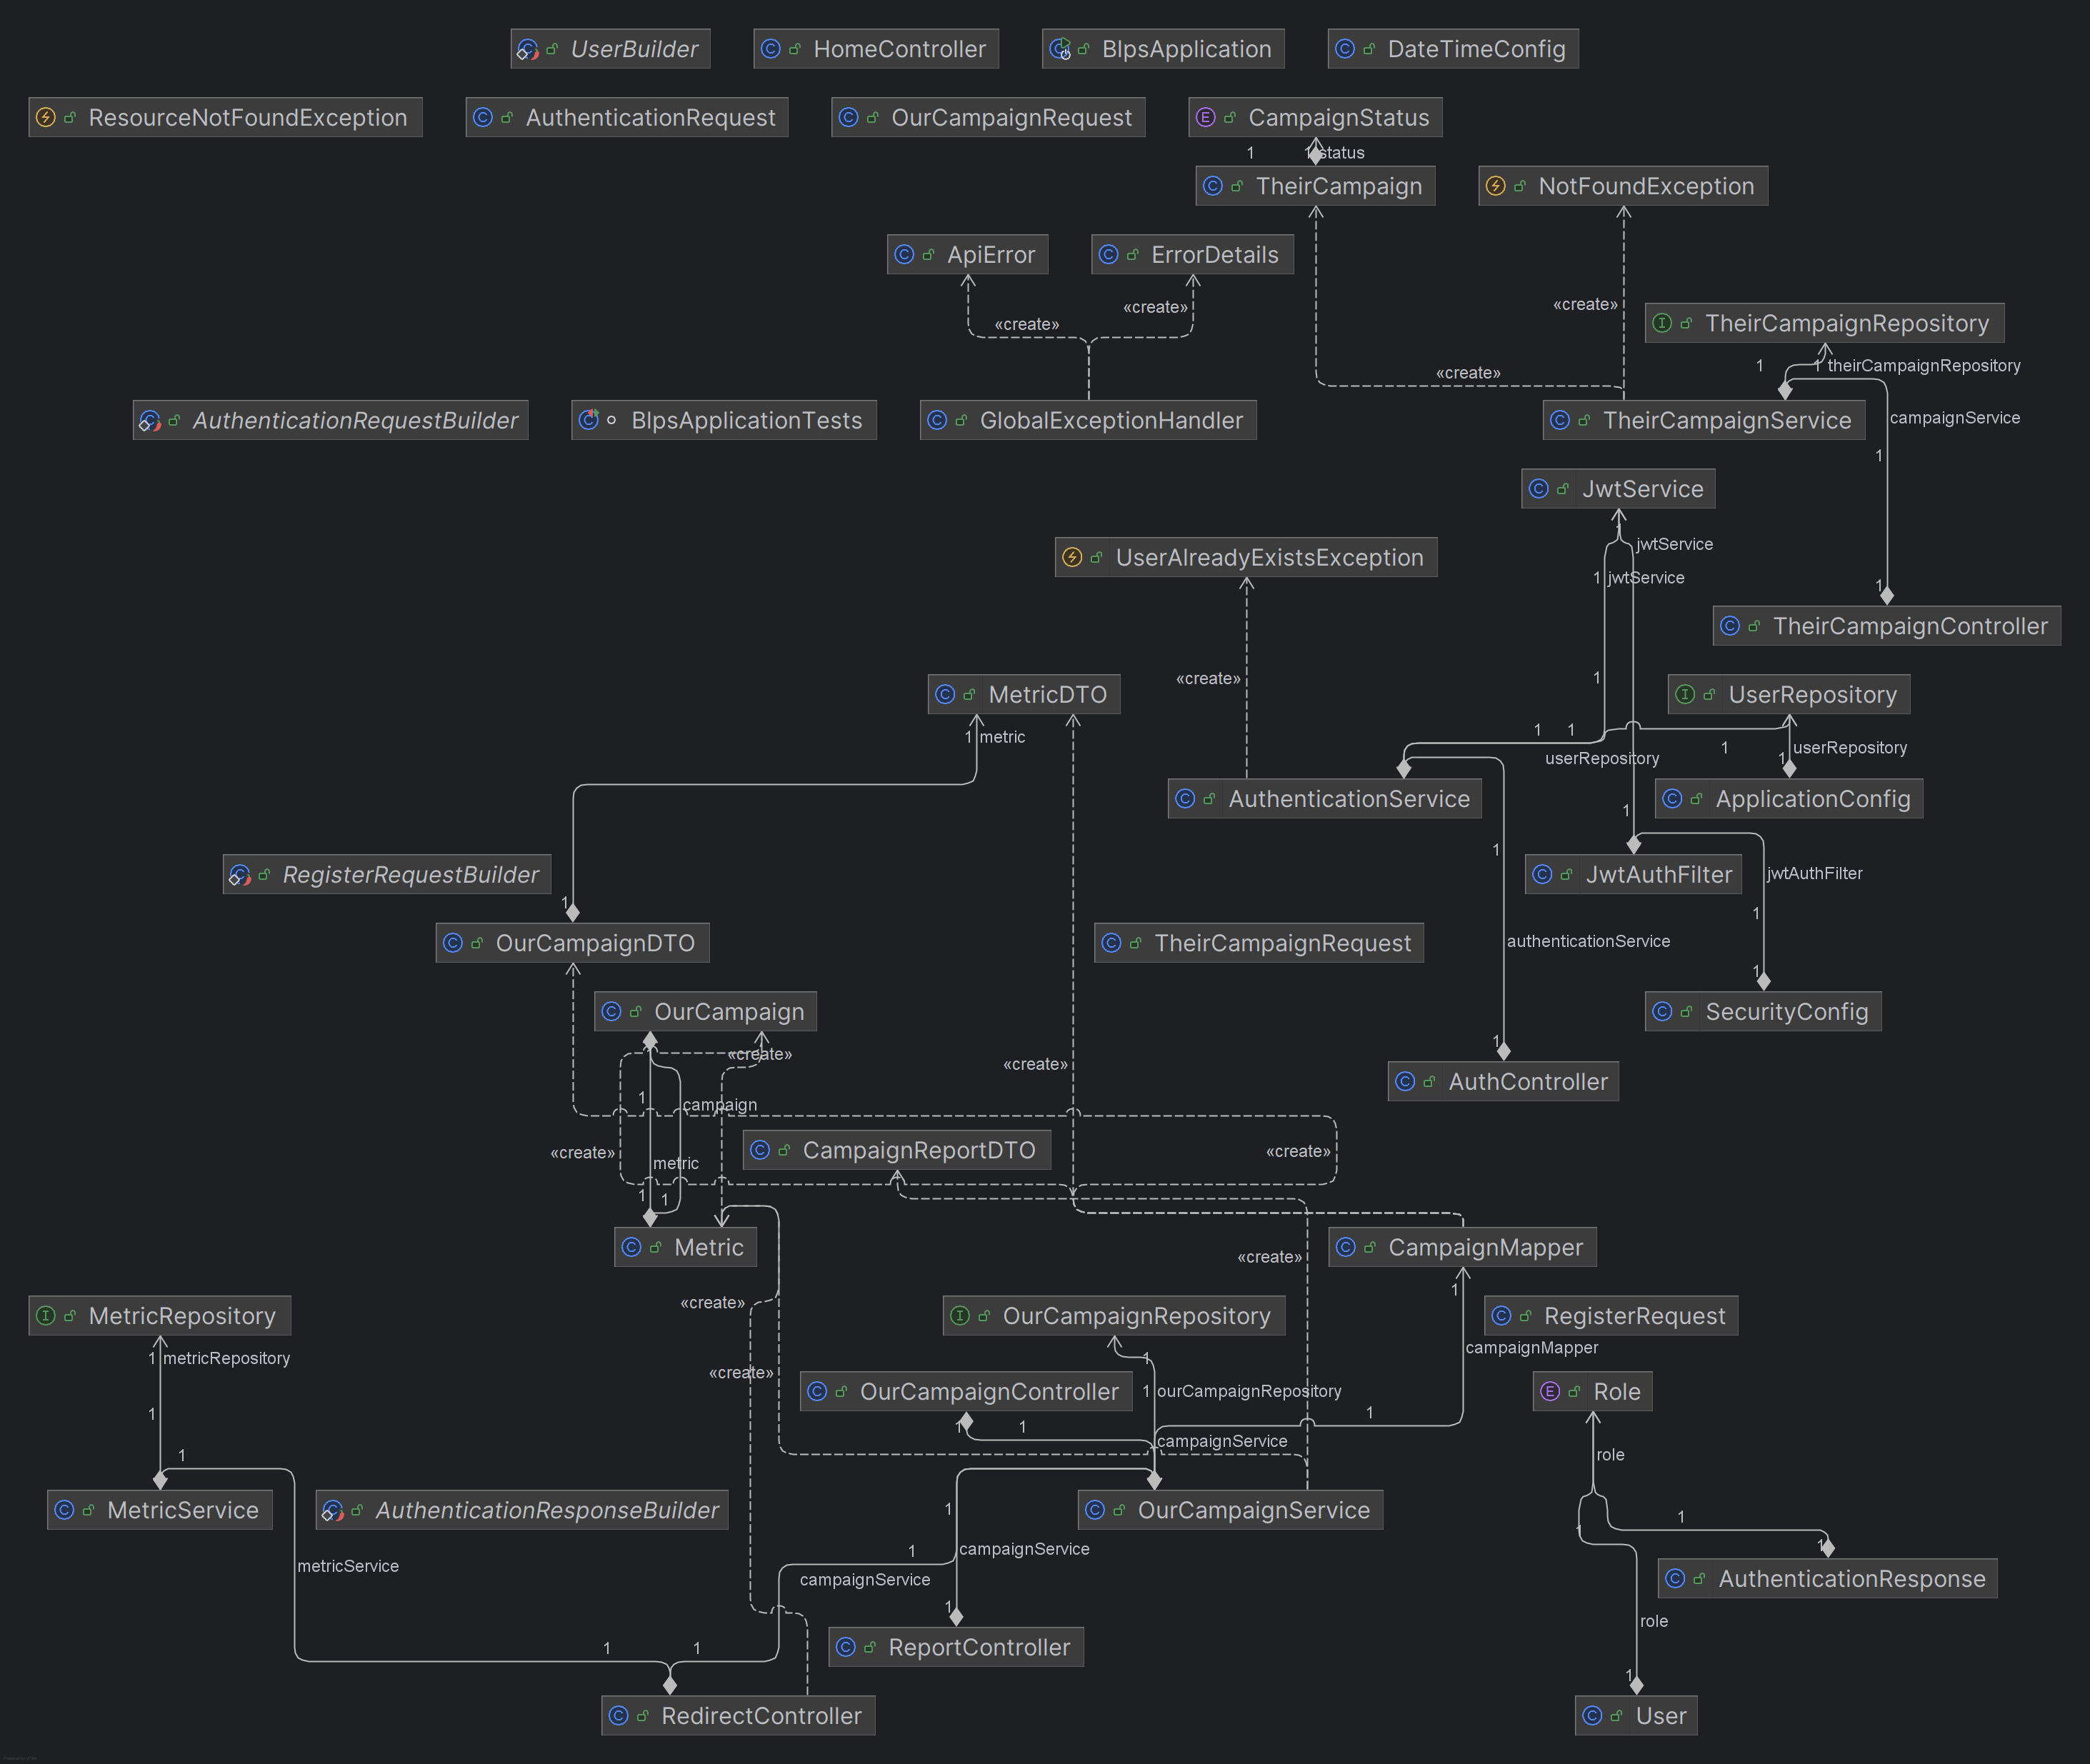 UserBuilder
HomeController
BlpsApplication
DateTimeConfig
ResourceNotFoundException
AuthenticationRequest
OurCampaignRequest
CampaignStatus
1
1
status
TheirCampaign
NotFoundException
ApiError
ErrorDetails
«create»
«create»
«create»
TheirCampaignRepository
1
1
theirCampaignRepository
«create»
AuthenticationRequestBuilder
BlpsApplicationTests
GlobalExceptionHandler
TheirCampaignService
campaignService
1
JwtService
1
jwtService
UserAlreadyExistsException
1
jwtService
1
TheirCampaignController
«create»
1
MetricDTO
UserRepository
1
metric
1
1
1
userRepository
userRepository
1
AuthenticationService
ApplicationConfig
1
1
RegisterRequestBuilder
JwtAuthFilter
jwtAuthFilter
1
1
OurCampaignDTO
TheirCampaignRequest
authenticationService
1
OurCampaign
SecurityConfig
1
«create»
«create»
AuthController
1
campaign
«create»
CampaignReportDTO
«create»
metric
1
1
Metric
CampaignMapper
«create»
1
«create»
MetricRepository
OurCampaignRepository
RegisterRequest
campaignMapper
1
metricRepository
1
«create»
OurCampaignController
1
ourCampaignRepository
Role
1
1
1
1
campaignService
1
role
MetricService
AuthenticationResponseBuilder
OurCampaignService
1
1
1
1
campaignService
1
metricService
campaignService
AuthenticationResponse
1
role
1
1
ReportController
1
RedirectController
User